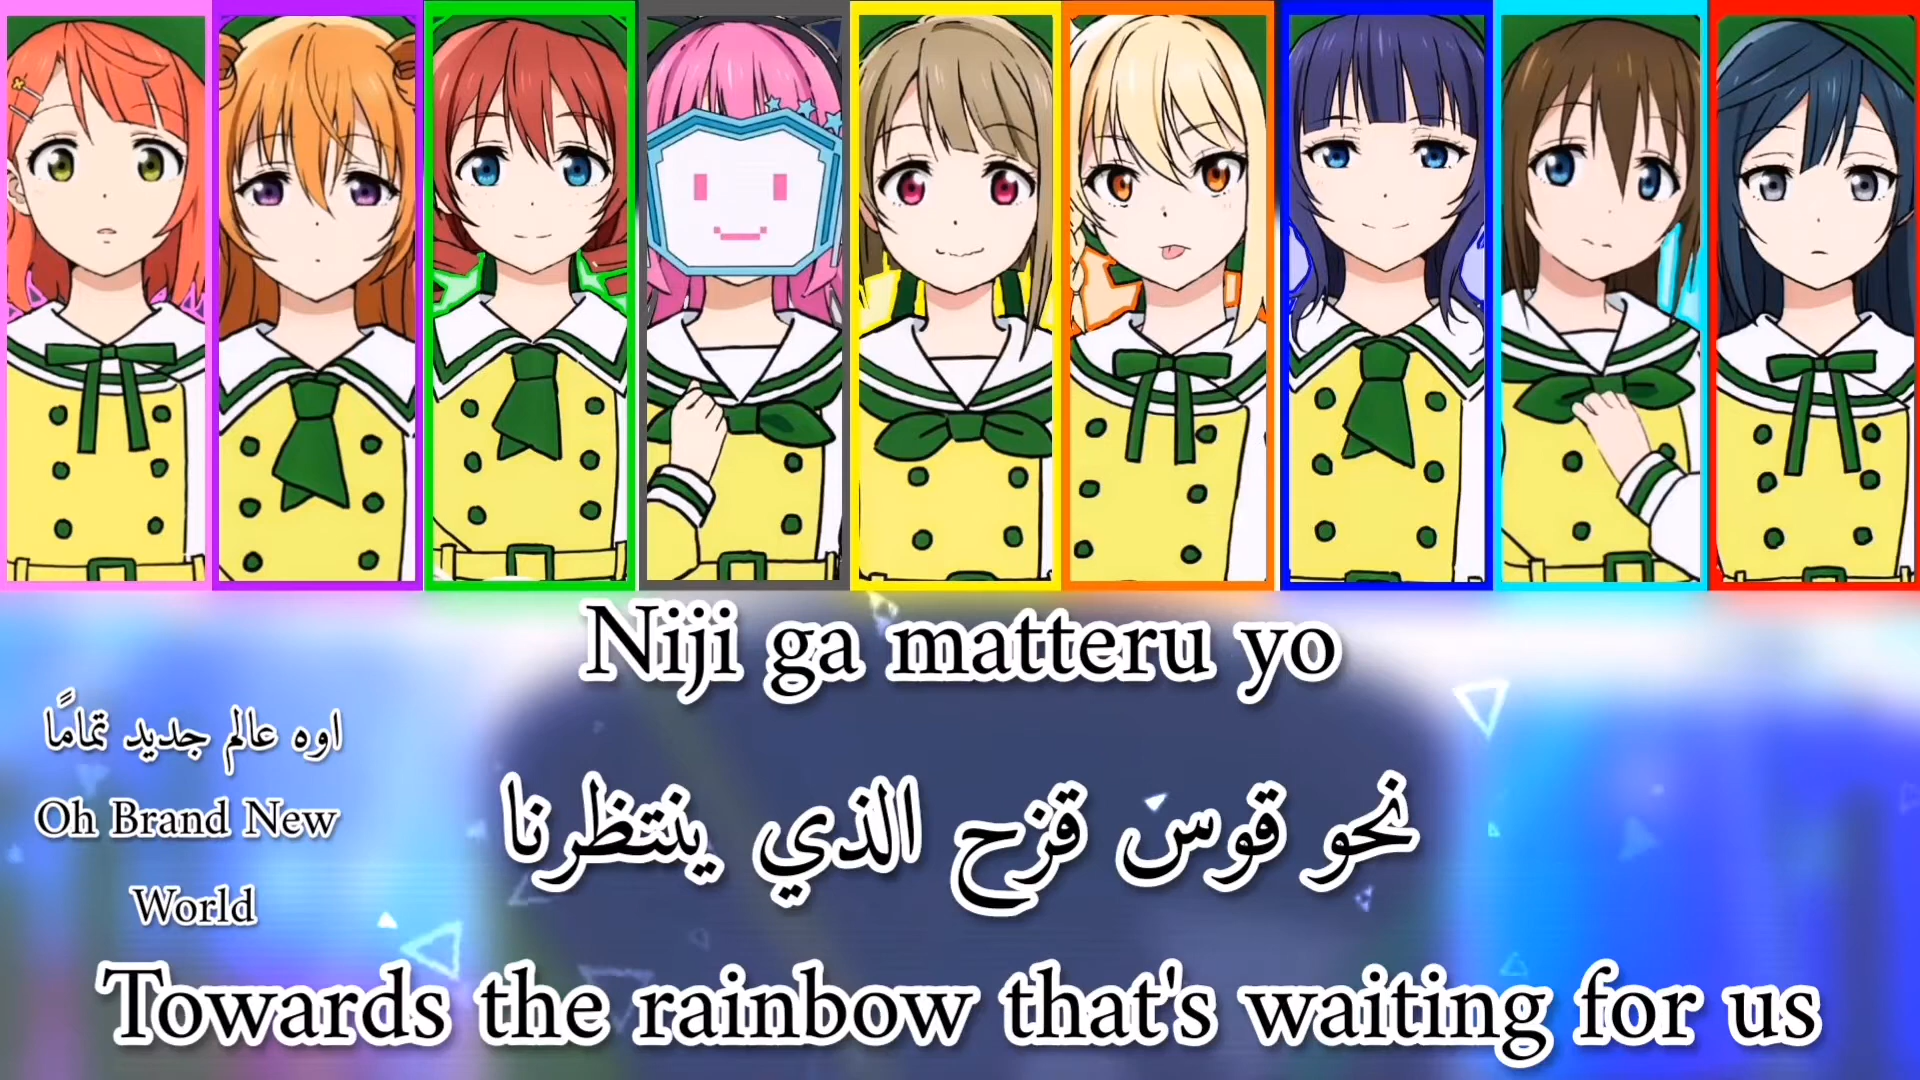 Niji ga matteru yo
اوه عالم جديد تمامًا
Oh Brand New
World
نحو قوس قزح الذي ينتظرنا
Towards the rainbow that's waiting for us